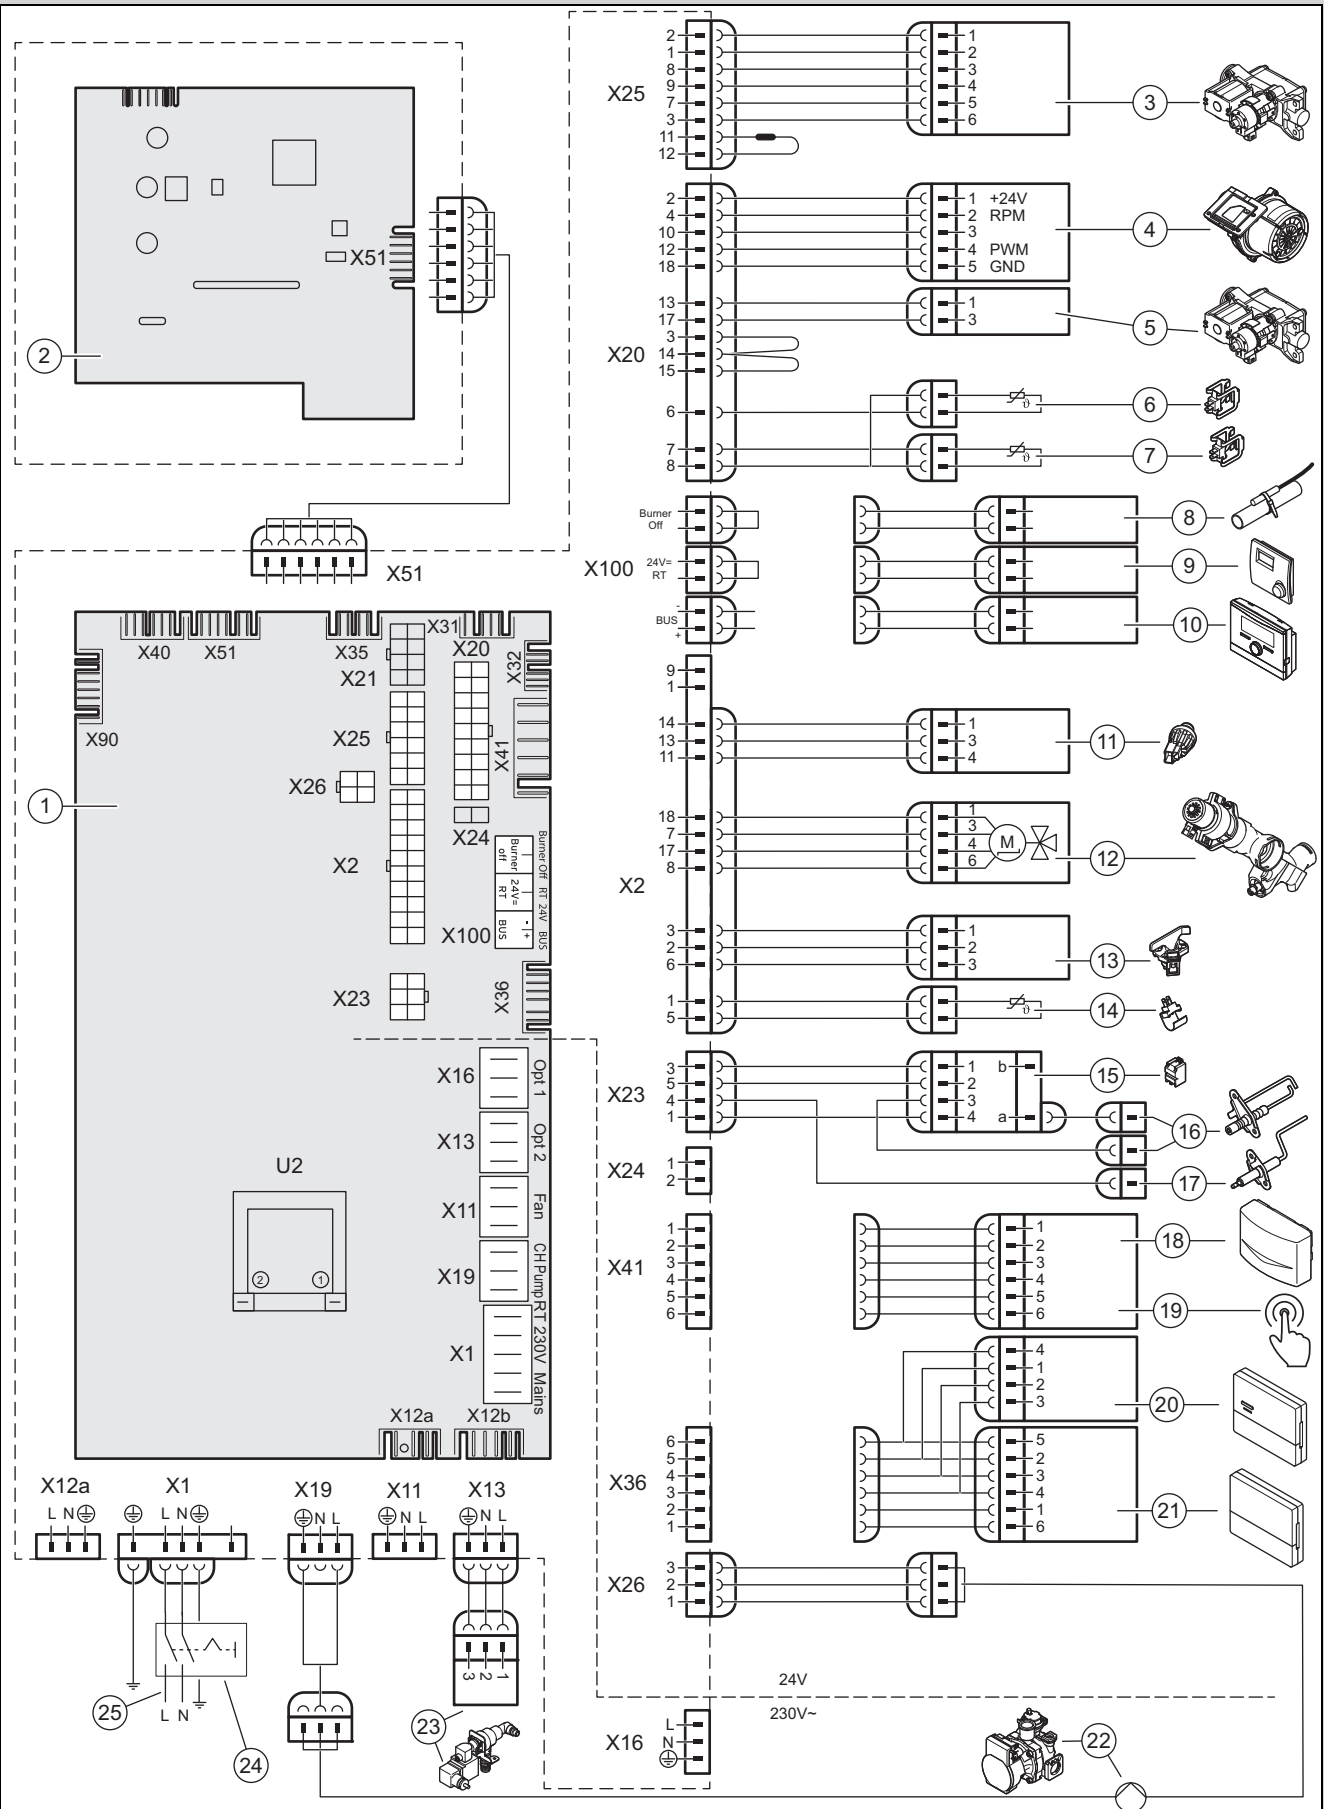 X51
2
X51
X40
X51
X35
X31
X21
X20
X32
X90
X25
X41
X26
1
X24
X2
Burner off
24V= RT
BUS - +
Burner Off RT 24V BUS
X100
X23
X36
X16
Opt 1
X13
Opt 2
U2
2
1
X11
Fan
X19
CH Pump
X1
RT 230V Mains
X12a
X12b
X12a
L N
X1
L N
X19
N L
X11
N L
X13
N L
3 2 1
25
L N
24
23
X25
2 1
1 2
8 3
9 4
7 5
3 6
11
12
3
X20
2 1 +24V
4 2 RPM
10 3
12 4 PWM
18 5 GND
4
13 1
17 3
5
3
14
15
6
ϑ
6
7
8
ϑ
7
X100
Burner
Off
8
24V=
RT
9
-
BUS
+
10
X2
9
1
14 1
13 3
11 4
11
18 1
7 3
17 4
8 6
M
12
3 1
2 2
6 3
13
1
5
ϑ
14
X23
3 1 b
5 2
4 3
1 4 a
15
16
X24
1
2
17
X41
1 1
2 2
3 3
4 4
5 5
6 6
18
19
4
1
2
3
20
X36
6 5
5 2
4 3
3 4
2 1
1 6
21
X26
3
2
1
24V
230V~
X16
L
N
22